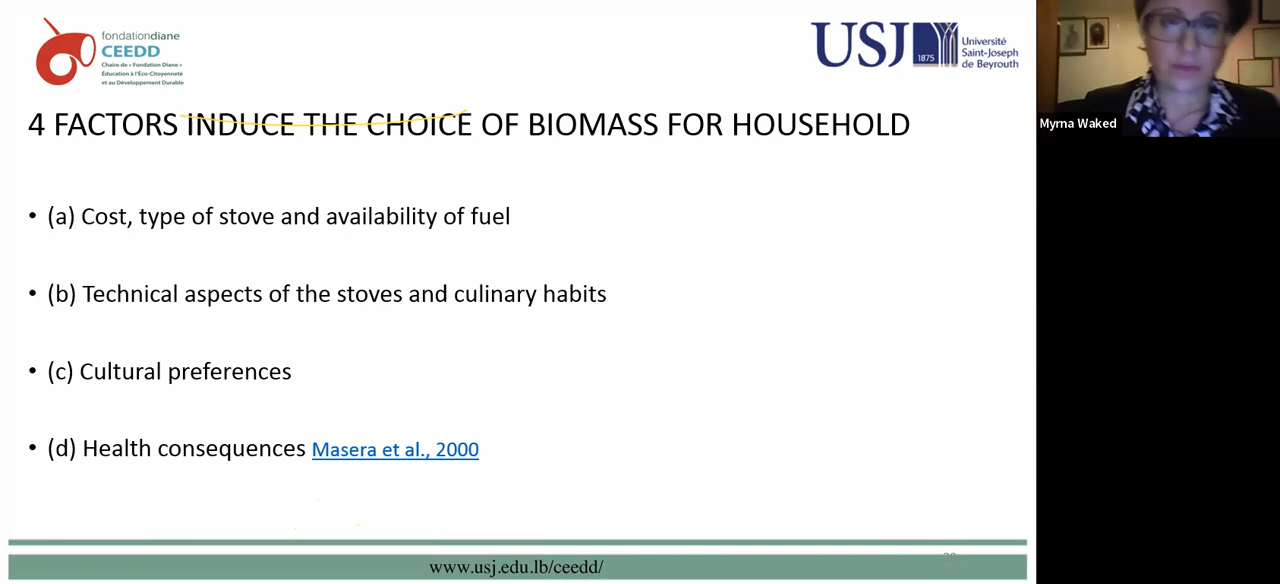 fondationdiane
CEEDD
Chaire de « Fondation Diane »
Éducation à l'Éco-Citoyenneté
et au Développement Durable
USJ
1875
Université
Saint-Joseph
de Beyrouth
Myrna Waked
4 FACTORS INDUCE THE CHOICE OF BIOMASS FOR HOUSEHOLD
• (a) Cost, type of stove and availability of fuel
• (b) Technical aspects of the stoves and culinary habits
• (c) Cultural preferences
• (d) Health consequences Masera et al., 2000
www.usj.edu.lb/ceedd/